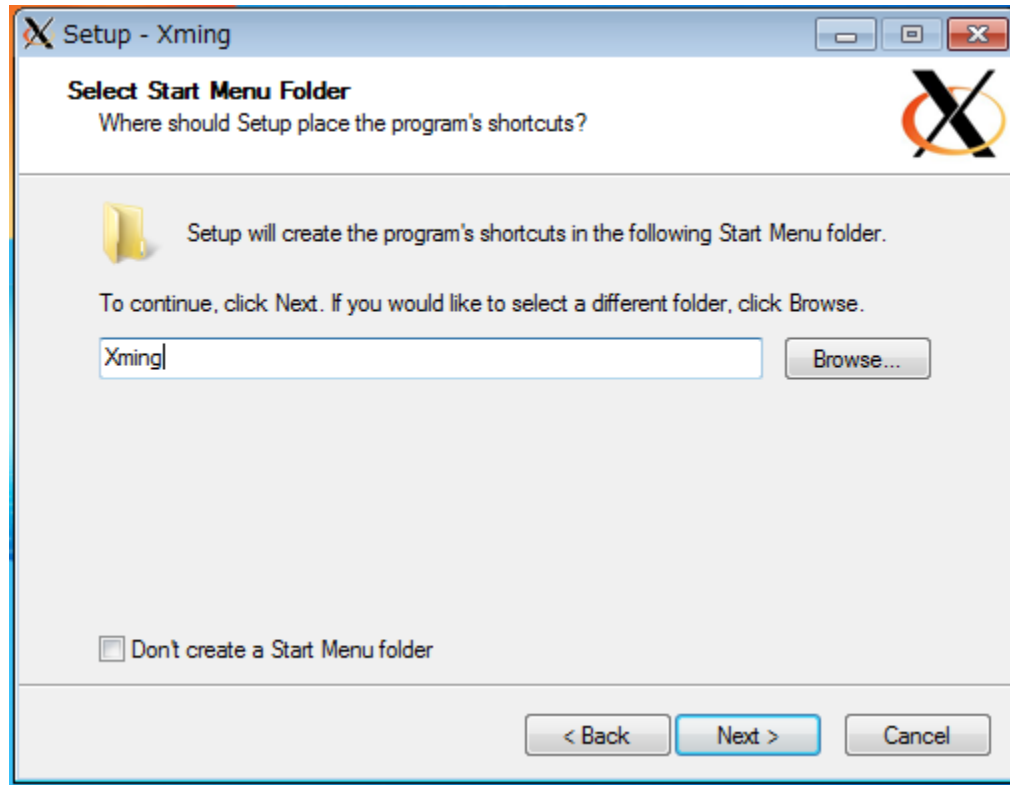 Setup - Xming
Select Start Menu Folder
Where should Setup place the program's shortcuts?
Setup will create the program's shortcuts in the following Start Menu folder.
To continue, click Next. If you would like to select a different folder, click Browse.
Xming
Browse...
Don't create a Start Menu folder
< Back
Next >
Cancel